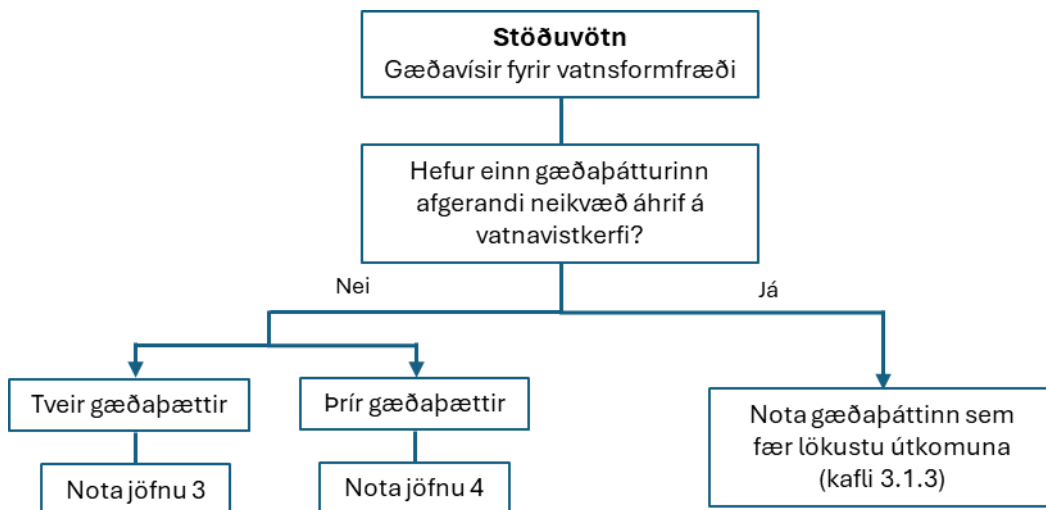 Stöðuvötn
Gæðavísir fyrir vatnsformfræði
Hefur einn gæðaþátturinn
afgerandi neikvæð áhrif á
vatnavistkerfi?
Nei
Já
Tveir gæðaþættir
Þrír gæðaþættir
Nota gæðaþáttinn sem
fær lökustu útkomuna
(kafli 3.1.3)
Nota jöfnu 3
Nota jöfnu 4